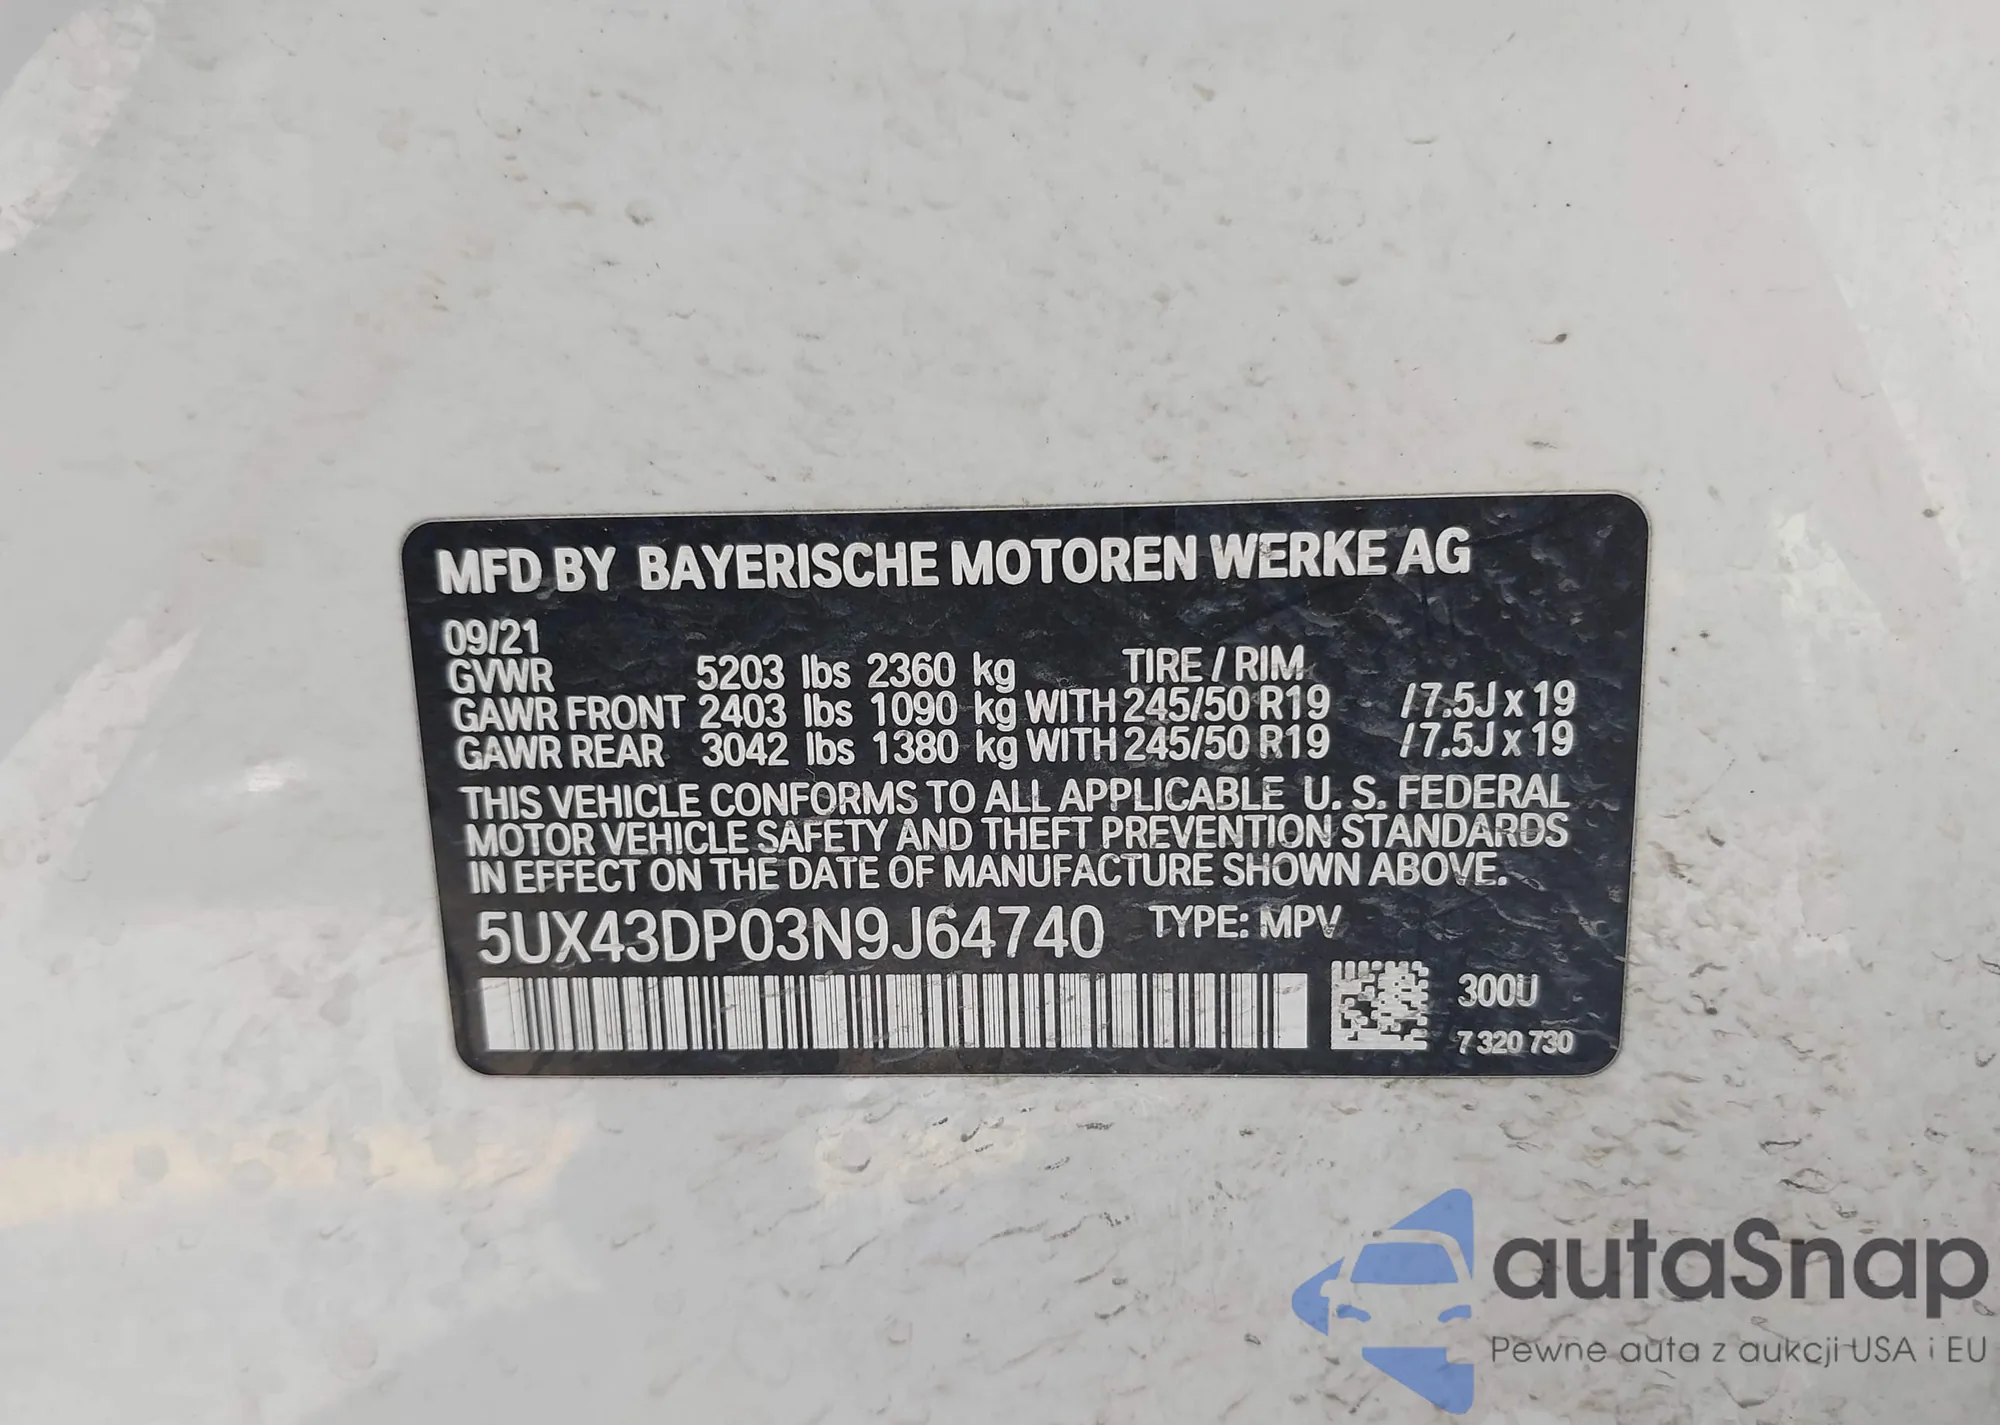 MFD BY BAYERISCHE MOTOREN WERKE AG
09/21
TIRE / RIM
GVWR 5203 lbs 2360 kg
GAWR FRONT 2403 lbs 1090 kg WITH 245/50 R19 / 7.5J x 19
GAWR REAR 3042 lbs 1380 kg WITH 245/50 R19 / 7.5J x 19
THIS VEHICLE CONFORMS TO ALL APPLICABLE U. S. FEDERAL
MOTOR VEHICLE SAFETY AND THEFT PREVENTION STANDARDS
IN EFFECT ON THE DATE OF MANUFACTURE SHOWN ABOVE.
5UX43DP03N9J64740 TYPE: MPV
300U
7 320 730
autaSnap
Pewne auta z aukcji USA i EU